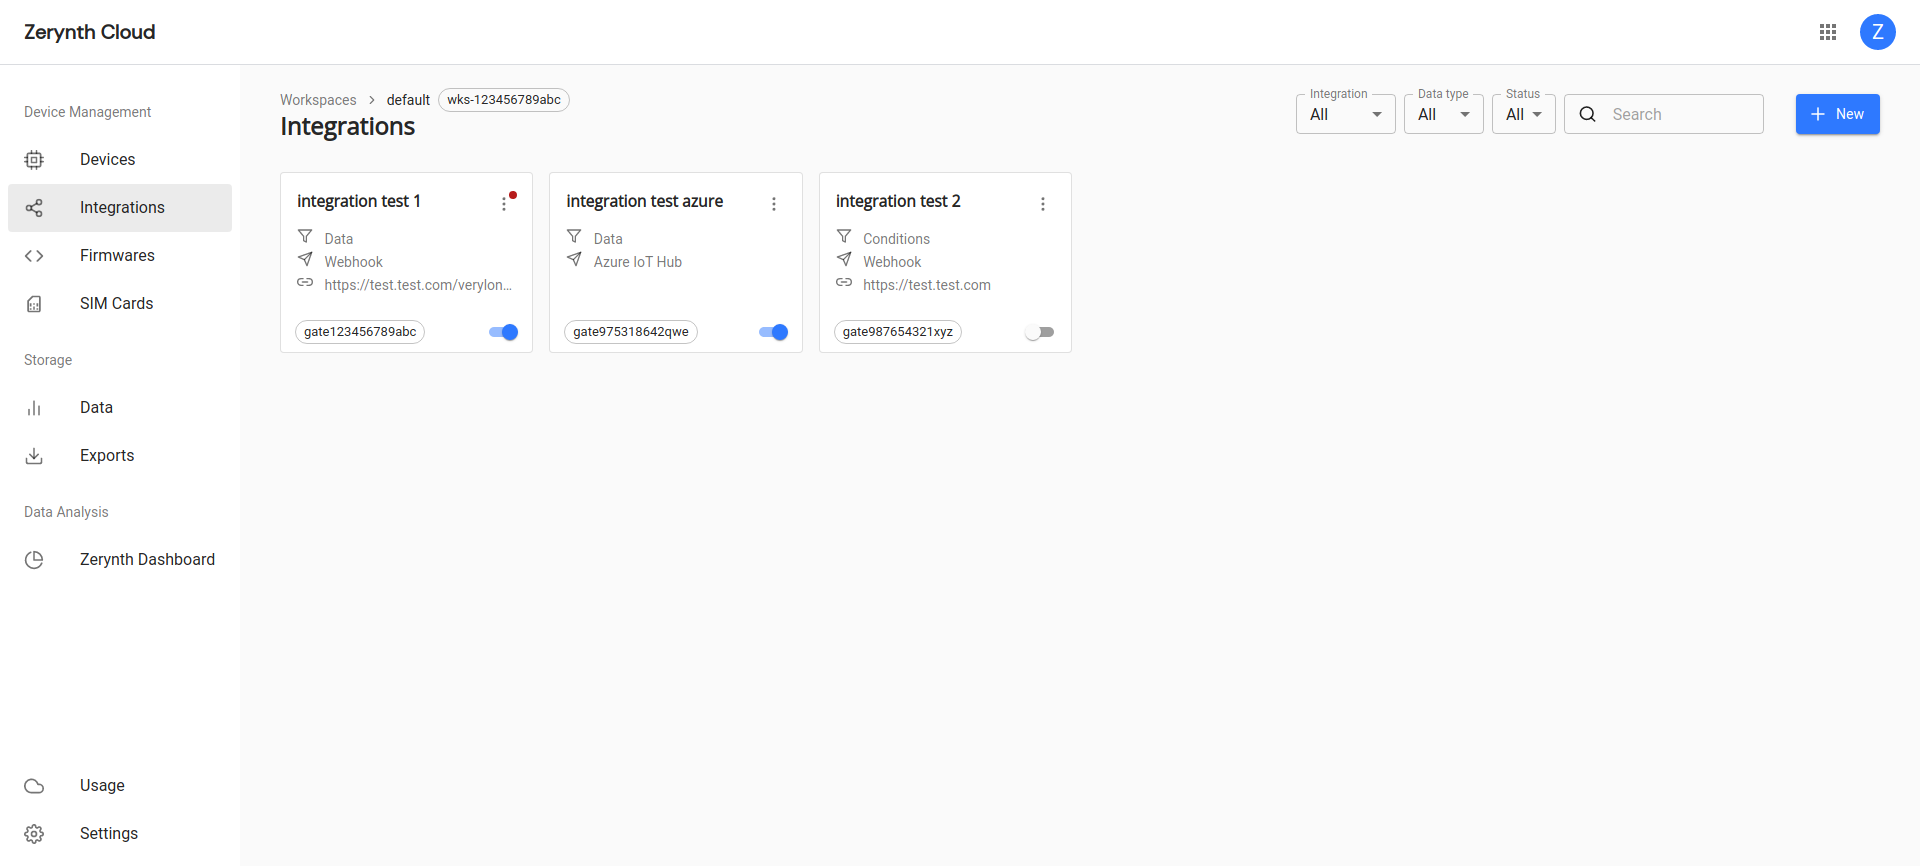 Zerynth Cloud
Z
Device Management
Devices
Integrations
Firmwares
SIM Cards
Storage
Data
Exports
Data Analysis
Zerynth Dashboard
Usage
Settings
Workspaces > default wks-123456789abc
Integrations
Integration
All
Data type
All
Status
All
Search
New
integration test 1
Data
Webhook
https://test.test.com/verylon...
gate123456789abc
integration test azure
Data
Azure IoT Hub
gate975318642qwe
integration test 2
Conditions
Webhook
https://test.test.com
gate987654321xyz